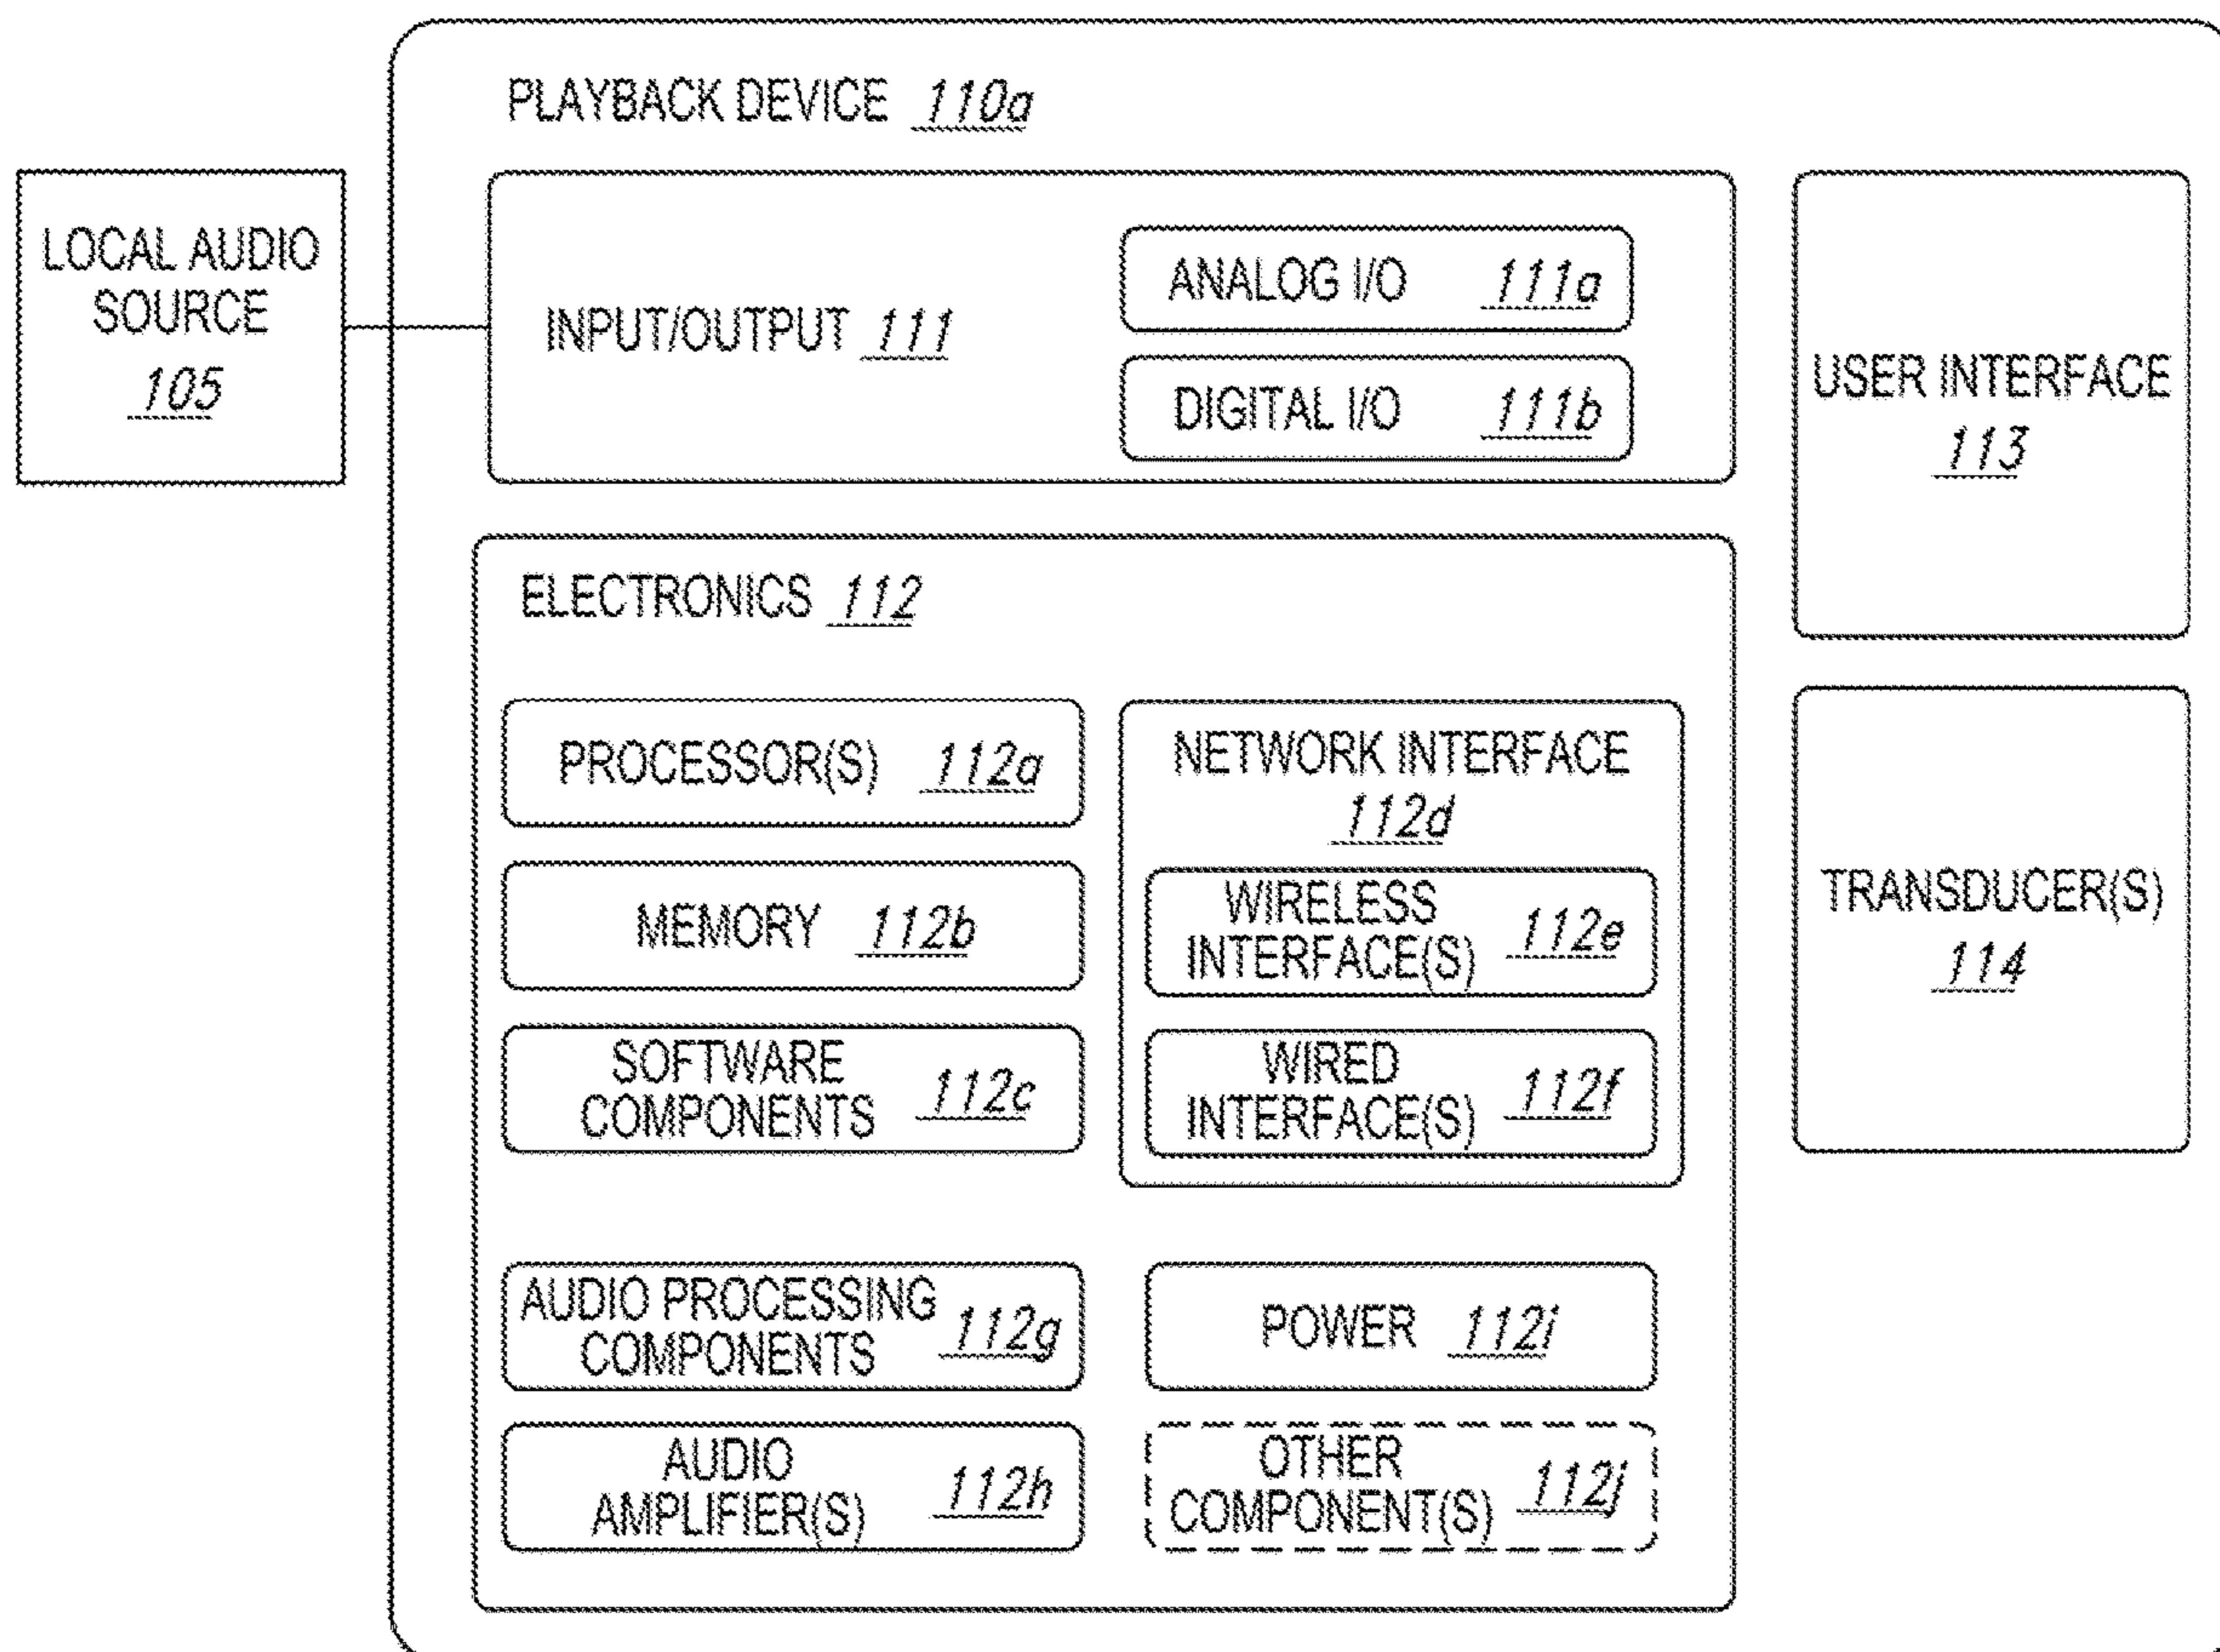 PLAYBACK DEVICE 110a
LOCAL AUDIO
SOURCE
105
INPUT/OUTPUT 111
ANALOG I/O 111a
DIGITAL I/O 111b
USER INTERFACE
113
ELECTRONICS 112
PROCESSOR(S) 112a
MEMORY 112b
SOFTWARE
COMPONENTS 112c
NETWORK INTERFACE
112d
WIRELESS
INTERFACE(S) 112e
WIRED
INTERFACE(S) 112f
TRANSDUCER(S)
114
AUDIO PROCESSING
COMPONENTS 112g
POWER 112i
AUDIO
AMPLIFIER(S) 112h
OTHER
COMPONENT(S) 112j